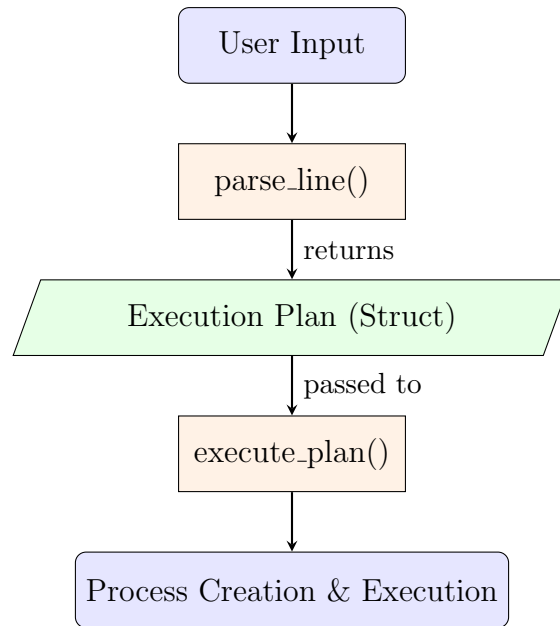 User Input
parse_line()
returns
Execution Plan (Struct)
passed to
execute_plan()
Process Creation & Execution